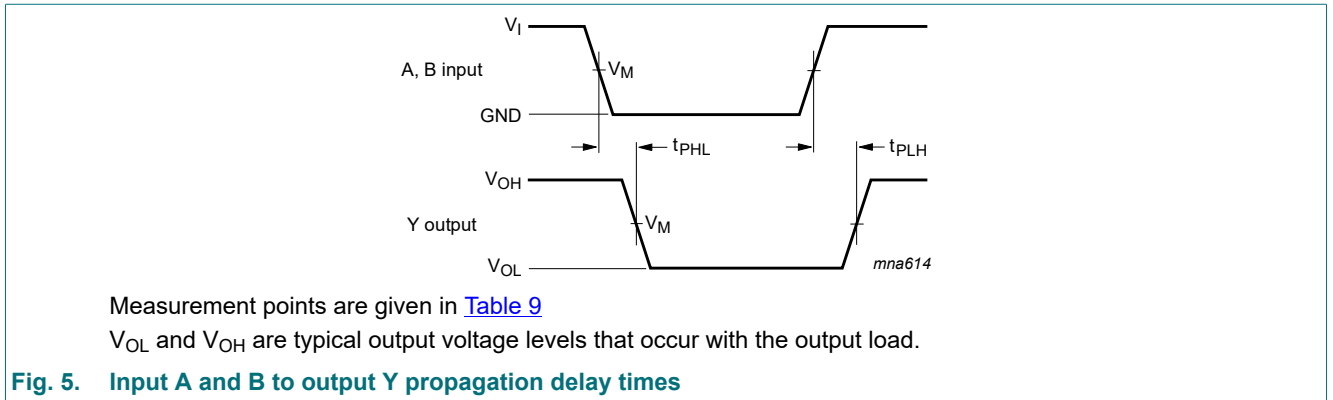 V_I
A, B input
V_M
GND
t_PHL
t_PLH
V_OH
Y output
V_M
V_OL
mna614
Measurement points are given in Table 9
V_OL and V_OH are typical output voltage levels that occur with the output load.
Fig. 5. Input A and B to output Y propagation delay times